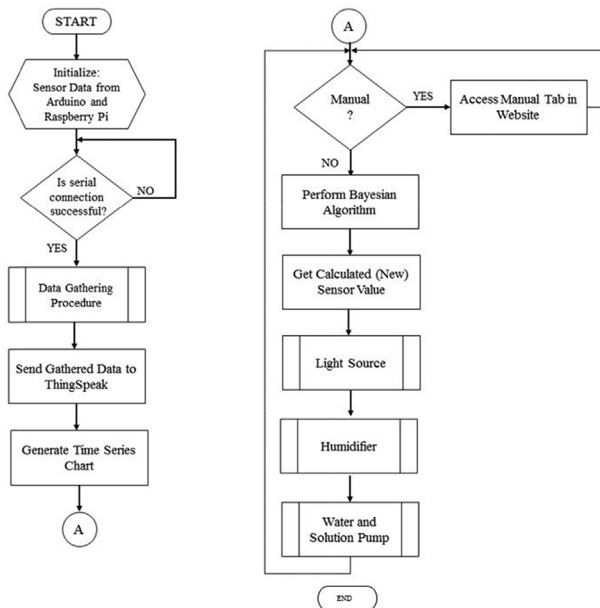 START
Initialize:
Sensor Data from
Arduino and
Raspberry Pi
Is serial
connection
successful?
NO
YES
Data Gathering
Procedure
Send Gathered Data to
ThingSpeak
Generate Time Series
Chart
A
A
Manual
?
YES
Access Manual Tab in
Website
NO
Perform Bayesian
Algorithm
Get Calculated (New)
Sensor Value
Light Source
Humidifier
Water and
Solution Pump
END